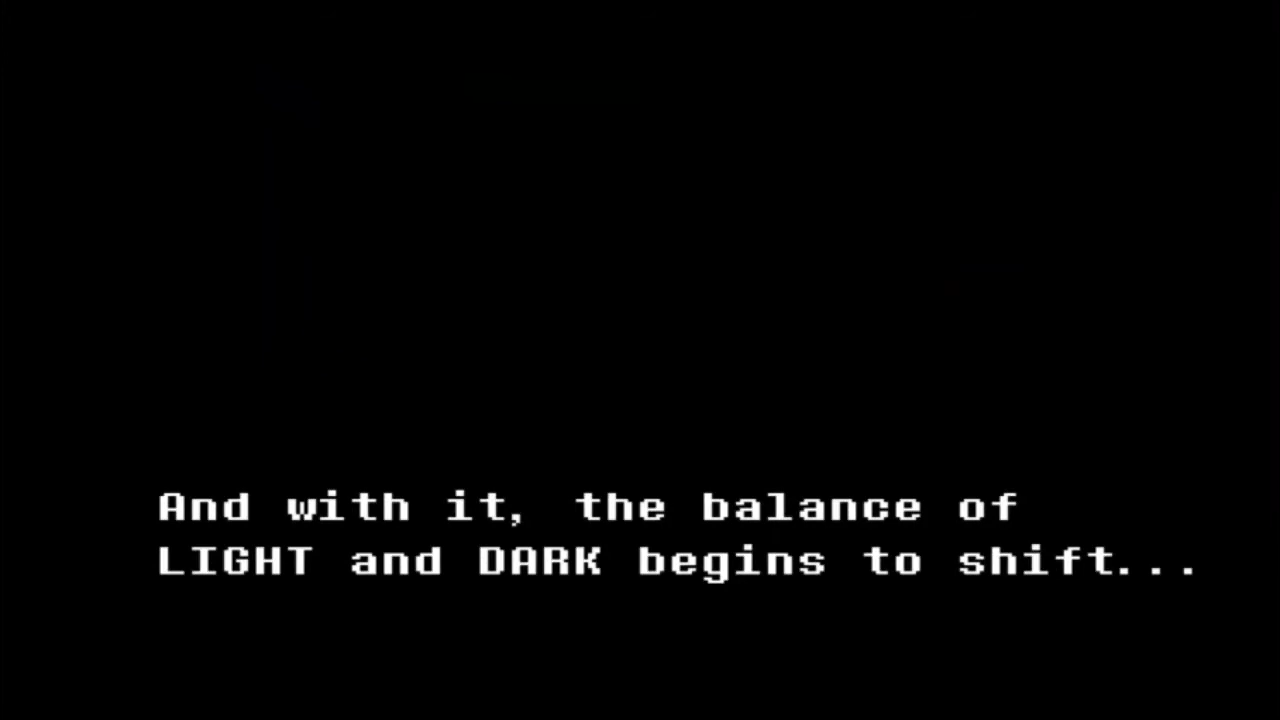 And with it, the balance of
LIGHT and DARK begins to shift...